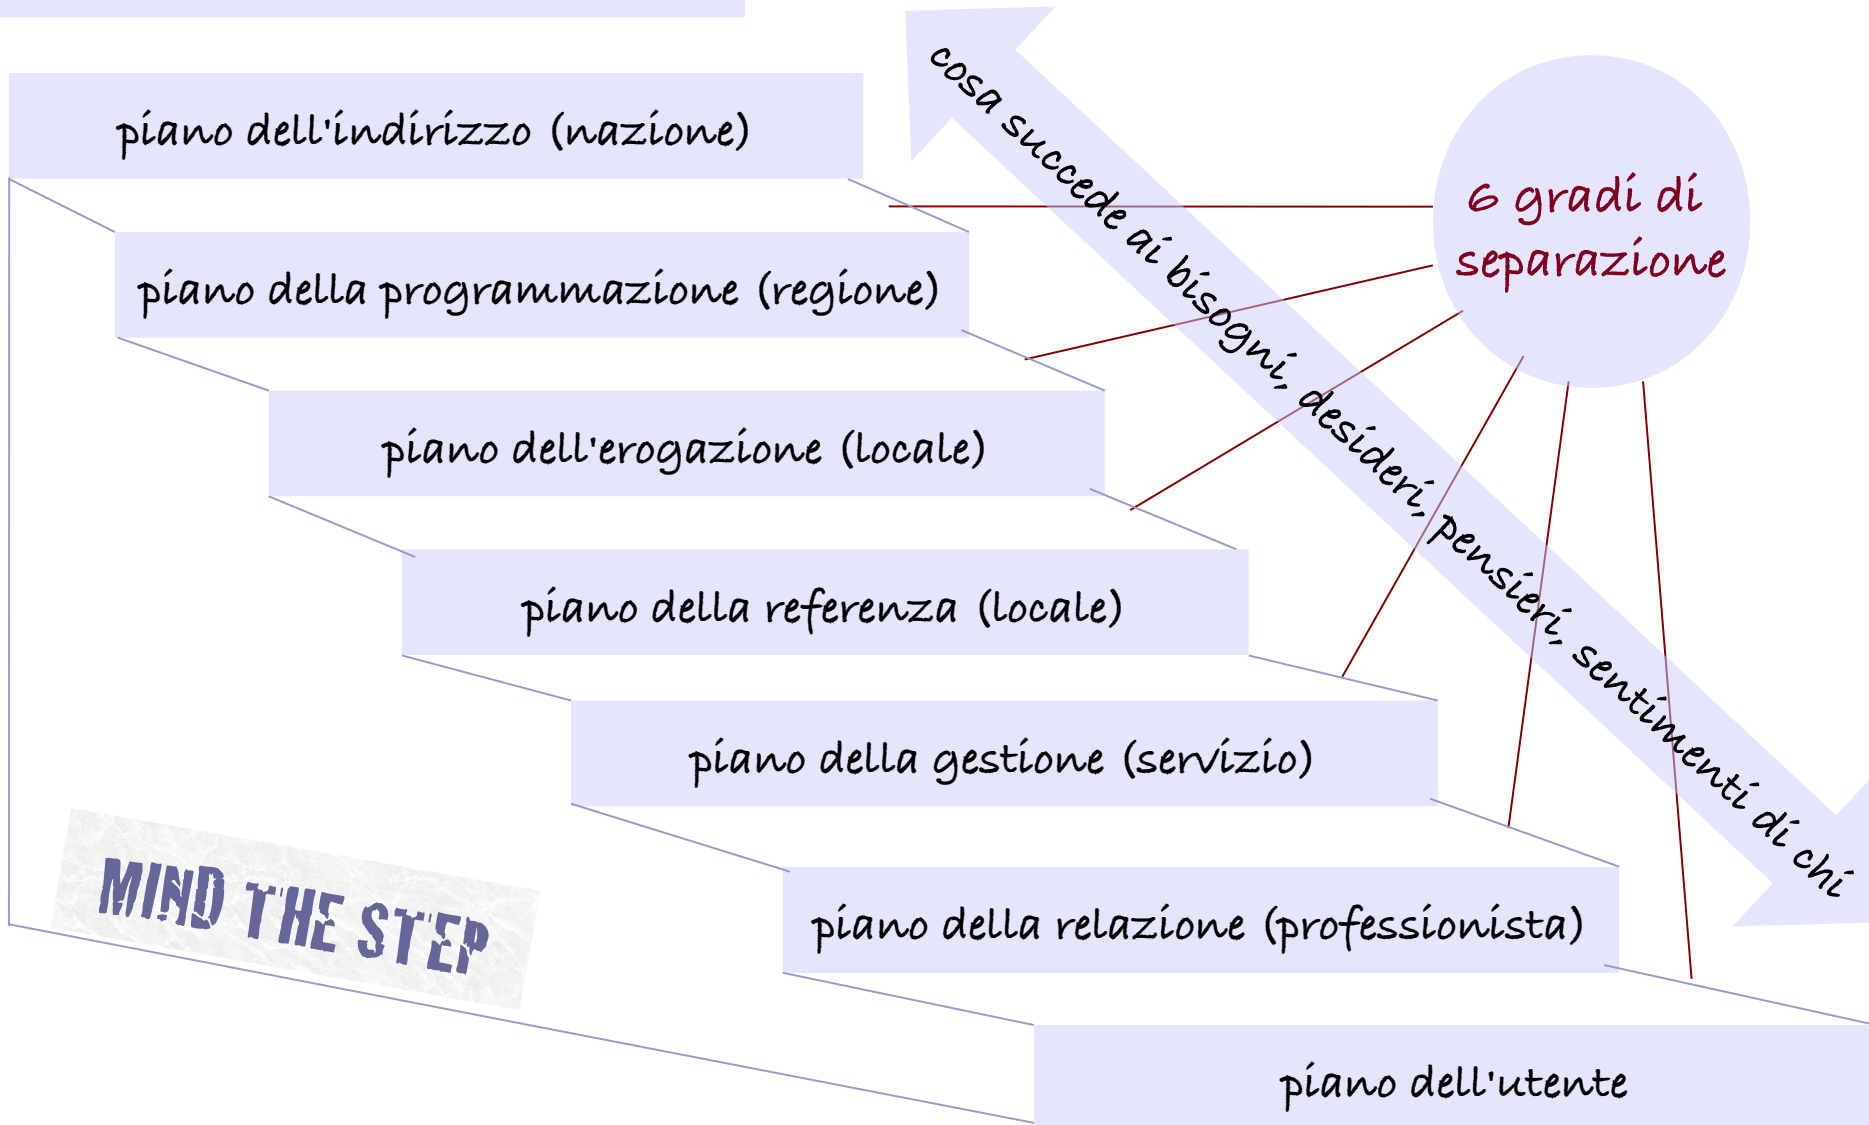 piano dell'indirizzo (nazione)
cosa succede ai bisogni, desideri, pensieri, sentimenti di chi
6 gradi di
separazione
piano della programmazione (regione)
piano dell'erogazione (locale)
piano della referenza (locale)
piano della gestione (servizio)
MIND THE STEP
piano della relazione (professionista)
piano dell'utente